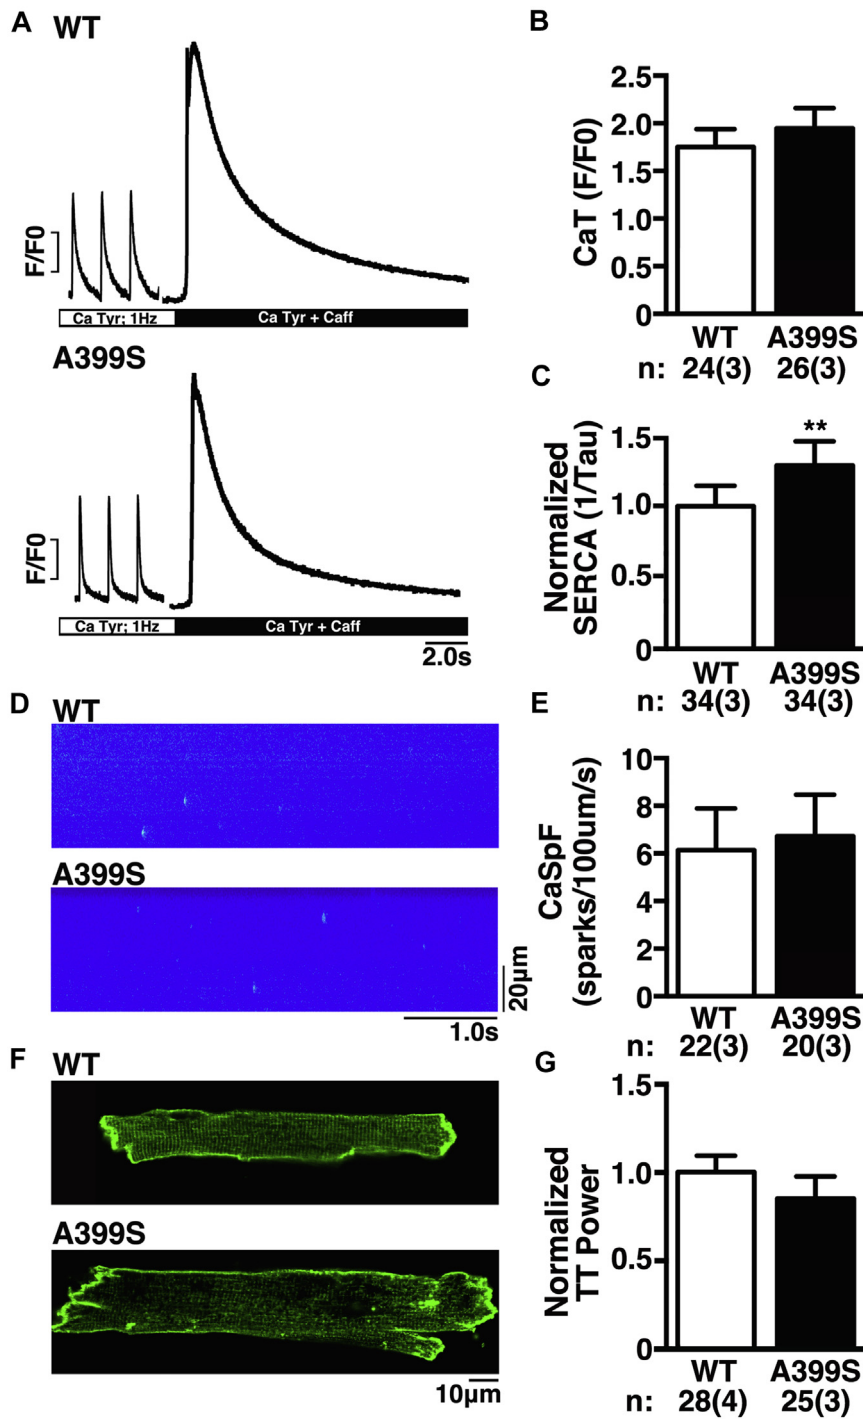 A
WT
F/F0
Ca Tyr; 1Hz
Ca Tyr + Caff
A399S
F/F0
Ca Tyr; 1Hz
Ca Tyr + Caff
2.0s
B
CaT (F/F0)
2.5
2.0
1.5
1.0
0.5
0
WT
A399S
n: 24(3) 26(3)
C
Normalized
SERCA (1/Tau)
1.5
1.0
0.5
0
**
WT
A399S
n: 34(3) 34(3)
D
WT
A399S
20μm
1.0s
E
CaSpF
(sparks/100um/s)
10
8
6
4
2
0
WT
A399S
n: 22(3) 20(3)
F
WT
A399S
10μm
G
Normalized
TT Power
1.5
1.0
0.5
0
WT
A399S
n: 28(4) 25(3)